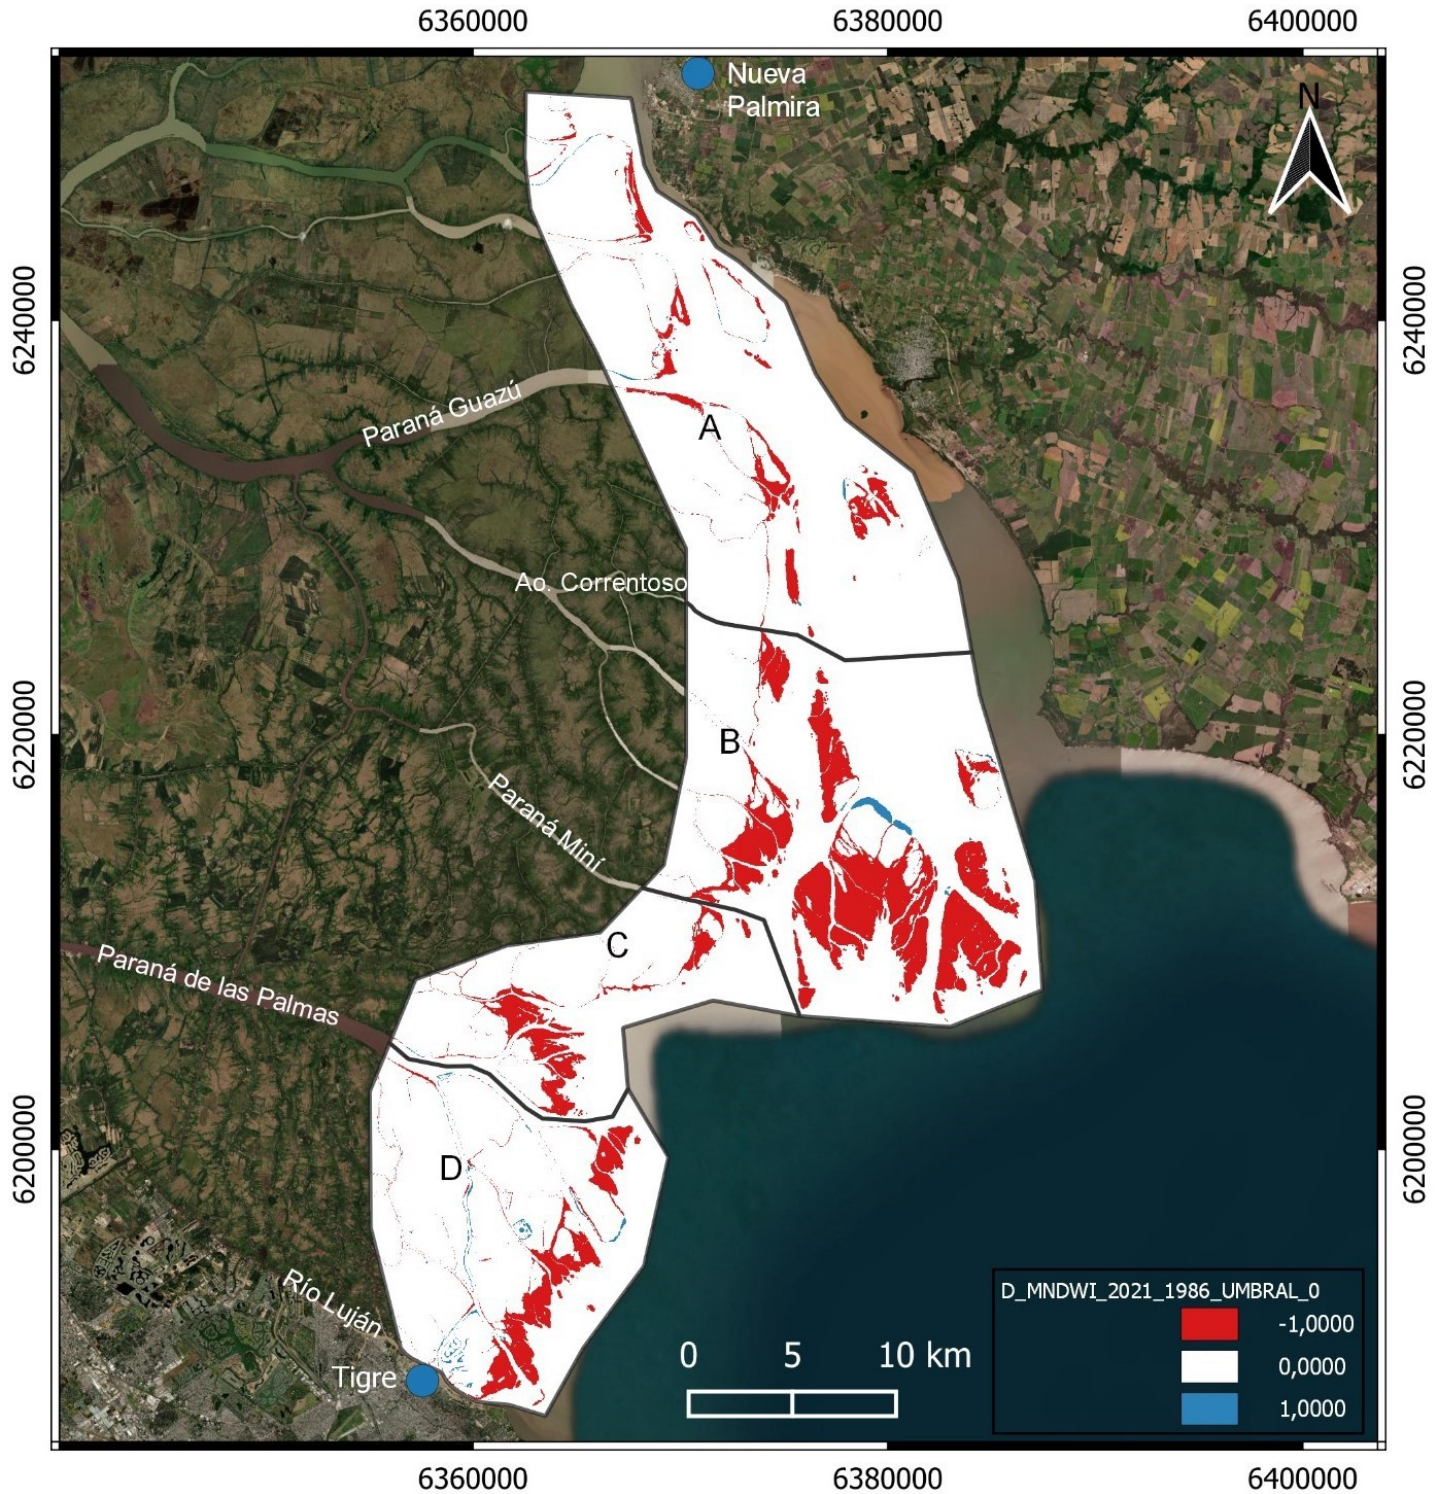 6360000
6380000
6400000
Nueva
Palmira
N
6240000
6240000
Paraná Guazú
A
Ao. Correntoso
6220000
6220000
B
Paraná Miní
C
Paraná de las Palmas
6200000
6200000
D
Río Luján
Tigre
0
5
10 km
D_MNDWI_2021_1986_UMBRAL_0
-1,0000
0,0000
1,0000
6360000
6380000
6400000